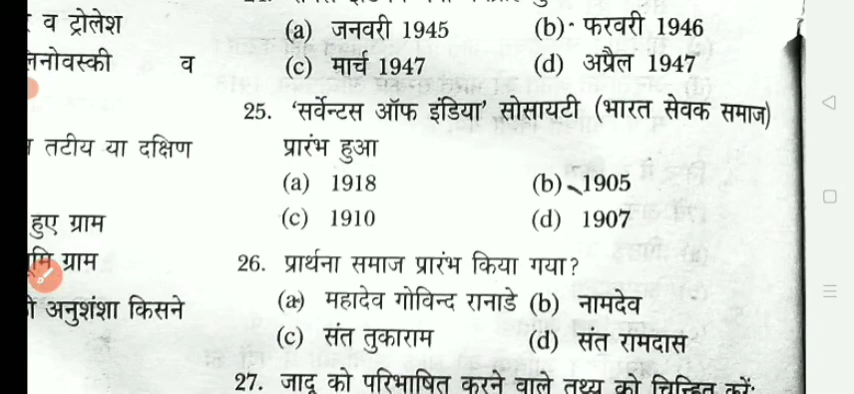 व ट्रोलेश
व
तटीय या दक्षिण
हुए ग्राम
ग्राम
अनुशंशा किसने
(a) जनवरी 1945 (b) फरवरी 1946
(c) मार्च 1947 (d) अप्रैल 1947
25. 'सर्वेन्टस ऑफ इंडिया' सोसायटी (भारत सेवक समाज)
प्रारंभ हुआ
(a) 1918 (b) 1905
(c) 1910 (d) 1907
26. प्रार्थना समाज प्रारंभ किया गया?
(a) महादेव गोविन्द रानाडे (b) नामदेव
(c) संत तुकाराम (d) संत रामदास
27. जादू को परिभाषित करने वाले तथ्य को चिन्हित करें: